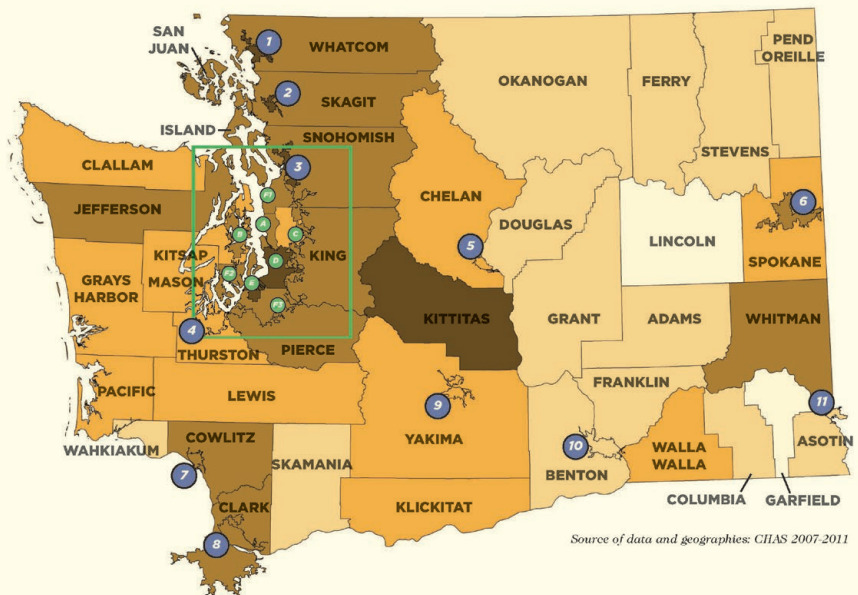 SAN
JUAN
1
WHATCOM
2
SKAGIT
ISLAND
SNOHOMISH
3
OKANOGAN
FERRY
PEND
OREILLE
STEVENS
CLALLAM
JEFFERSON
CHELAN
DOUGLAS
5
LINCOLN
6
SPOKANE
F1
A
B
C
D
E
F2
F3
KITSAP
MASON
KING
GRAYS
HARBOR
4
THURSTON
PIERCE
KITTITAS
GRANT
ADAMS
WHITMAN
PACIFIC
LEWIS
9
YAKIMA
FRANKLIN
11
WAHKIAKUM
COWLITZ
7
SKAMANIA
10
BENTON
WALLA
WALLA
ASOTIN
CLARK
8
KLICKITAT
COLUMBIA
GARFIELD
Source of data and geographies: CHAS 2007-2011